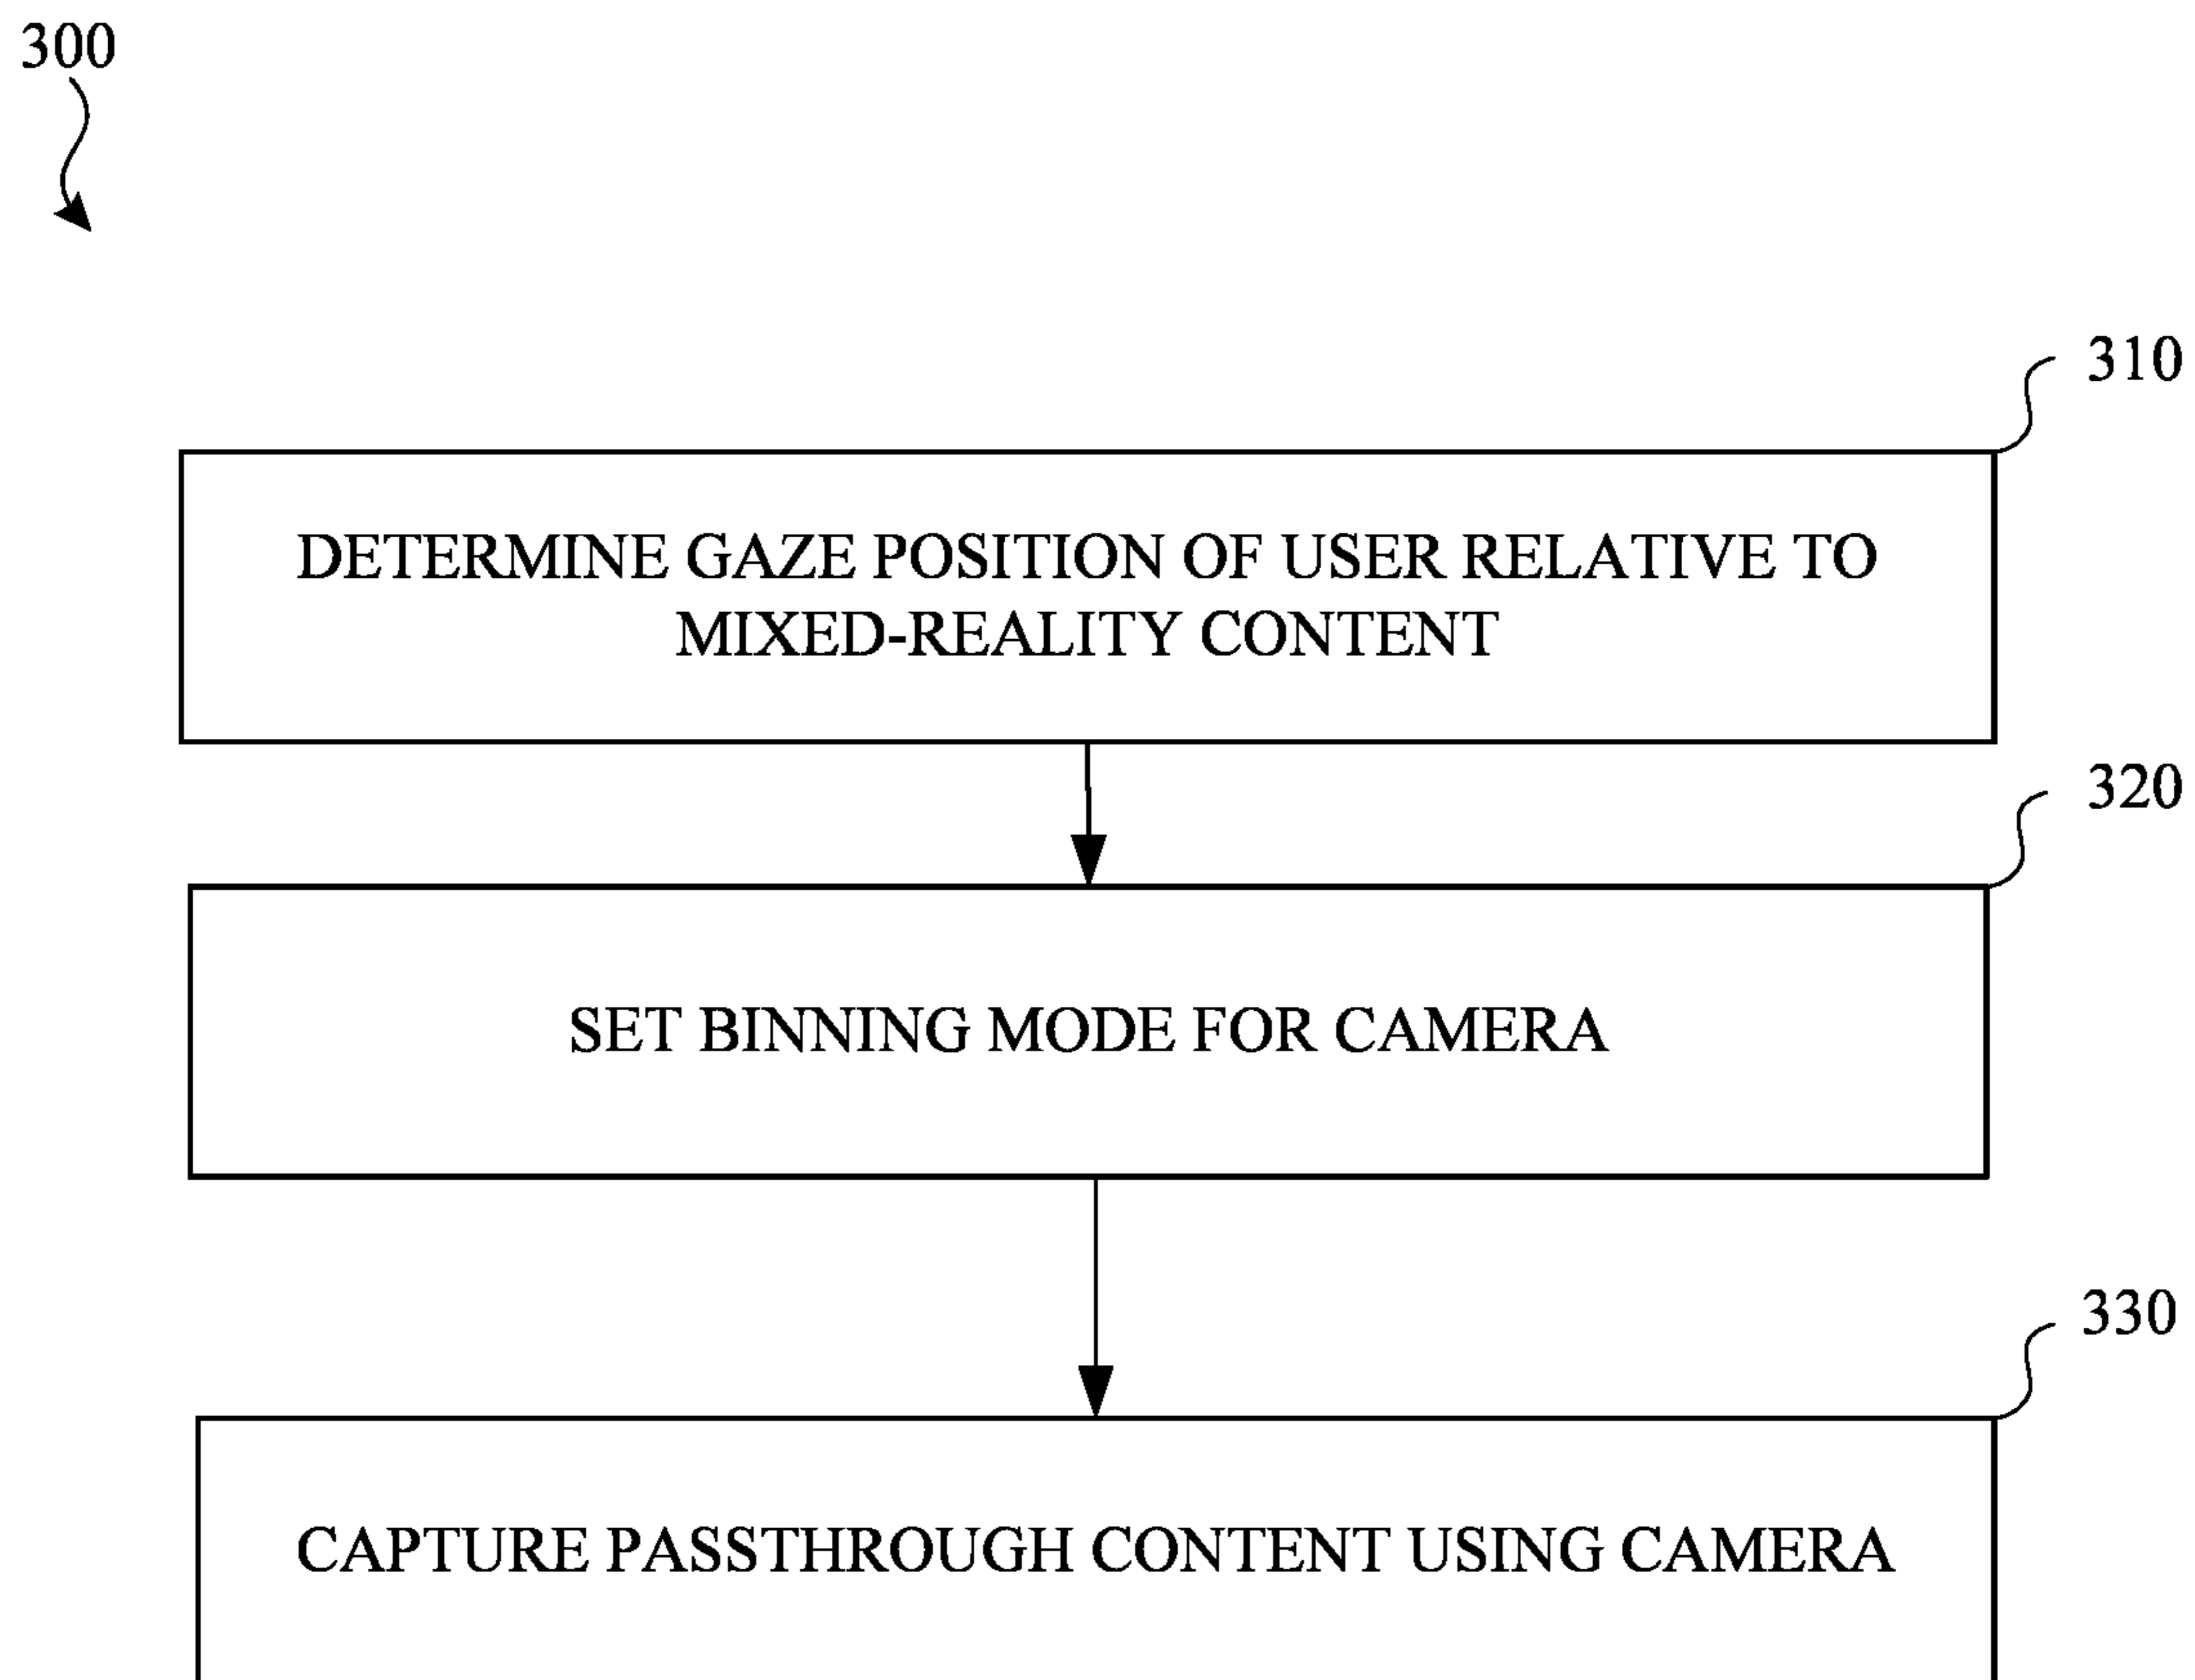 300
310
DETERMINE GAZE POSITION OF USER RELATIVE TO
MIXED-REALITY CONTENT
320
SET BINNING MODE FOR CAMERA
330
CAPTURE PASSTHROUGH CONTENT USING CAMERA